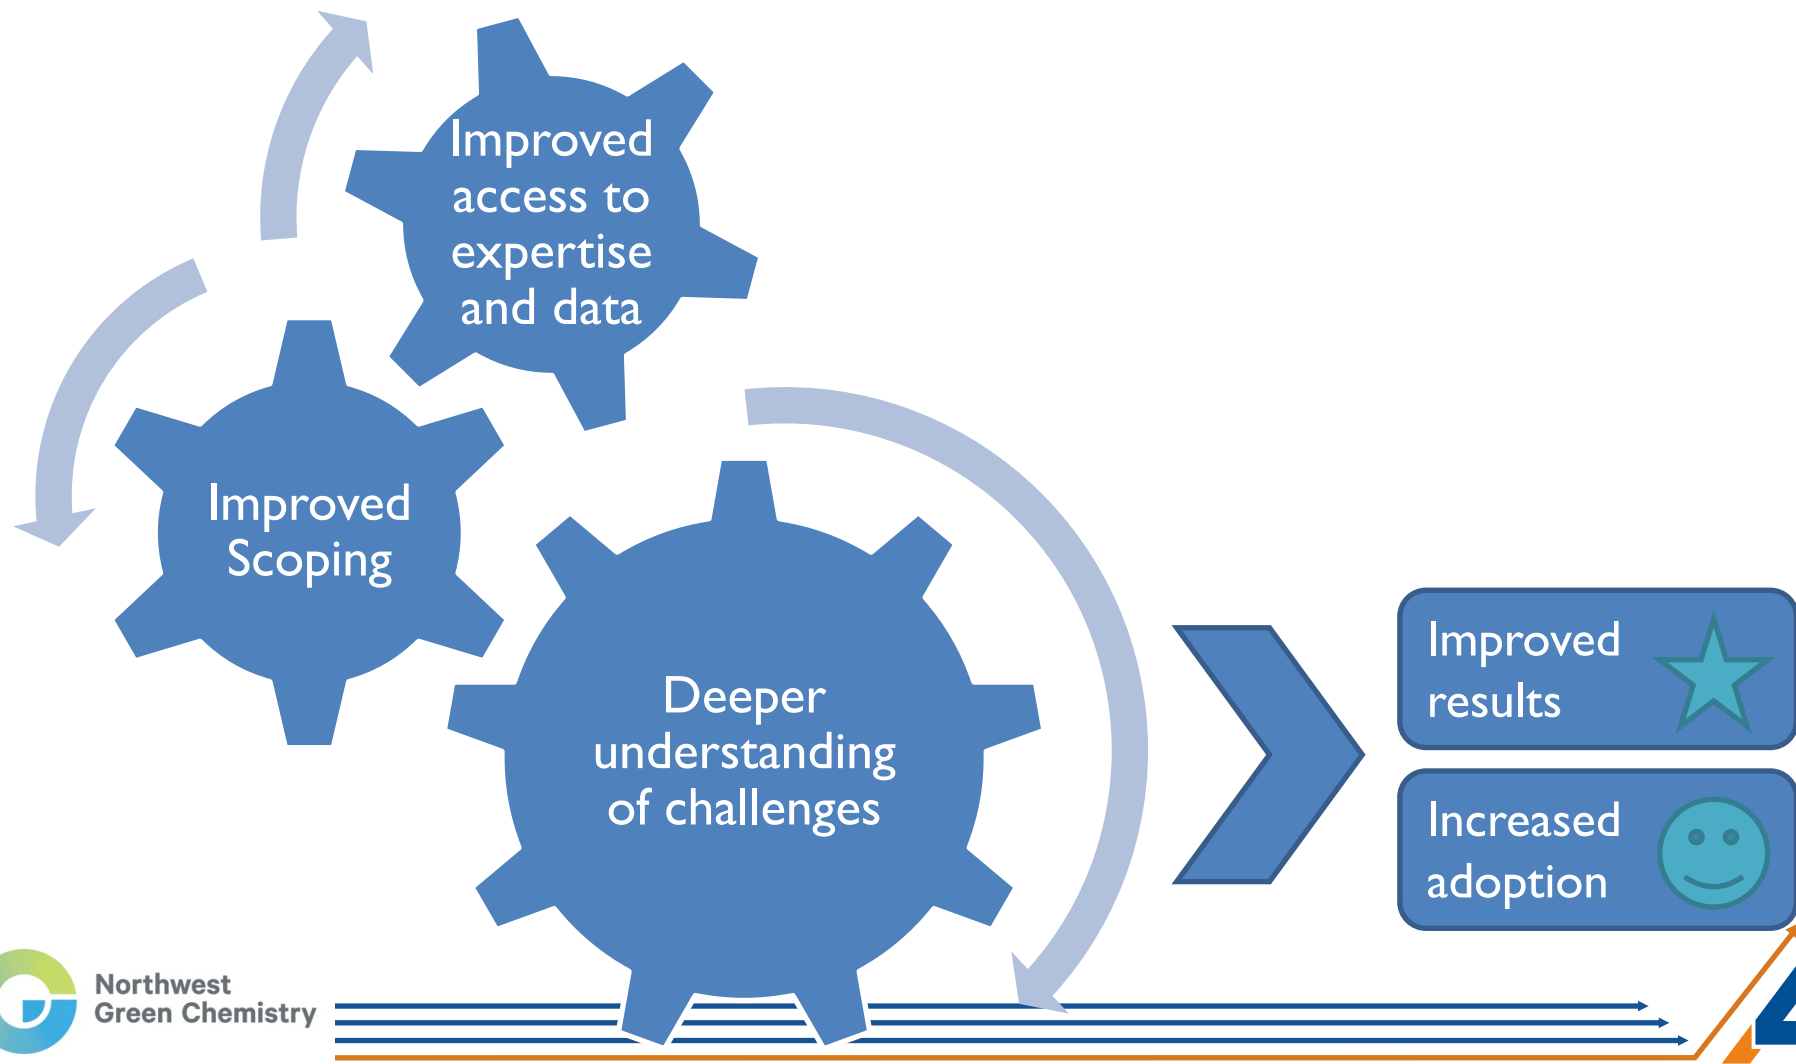 Improved
access to
expertise
and data
Improved
Scoping
Deeper
understanding
of challenges
Improved
results
Increased
adoption
Northwest
Green Chemistry